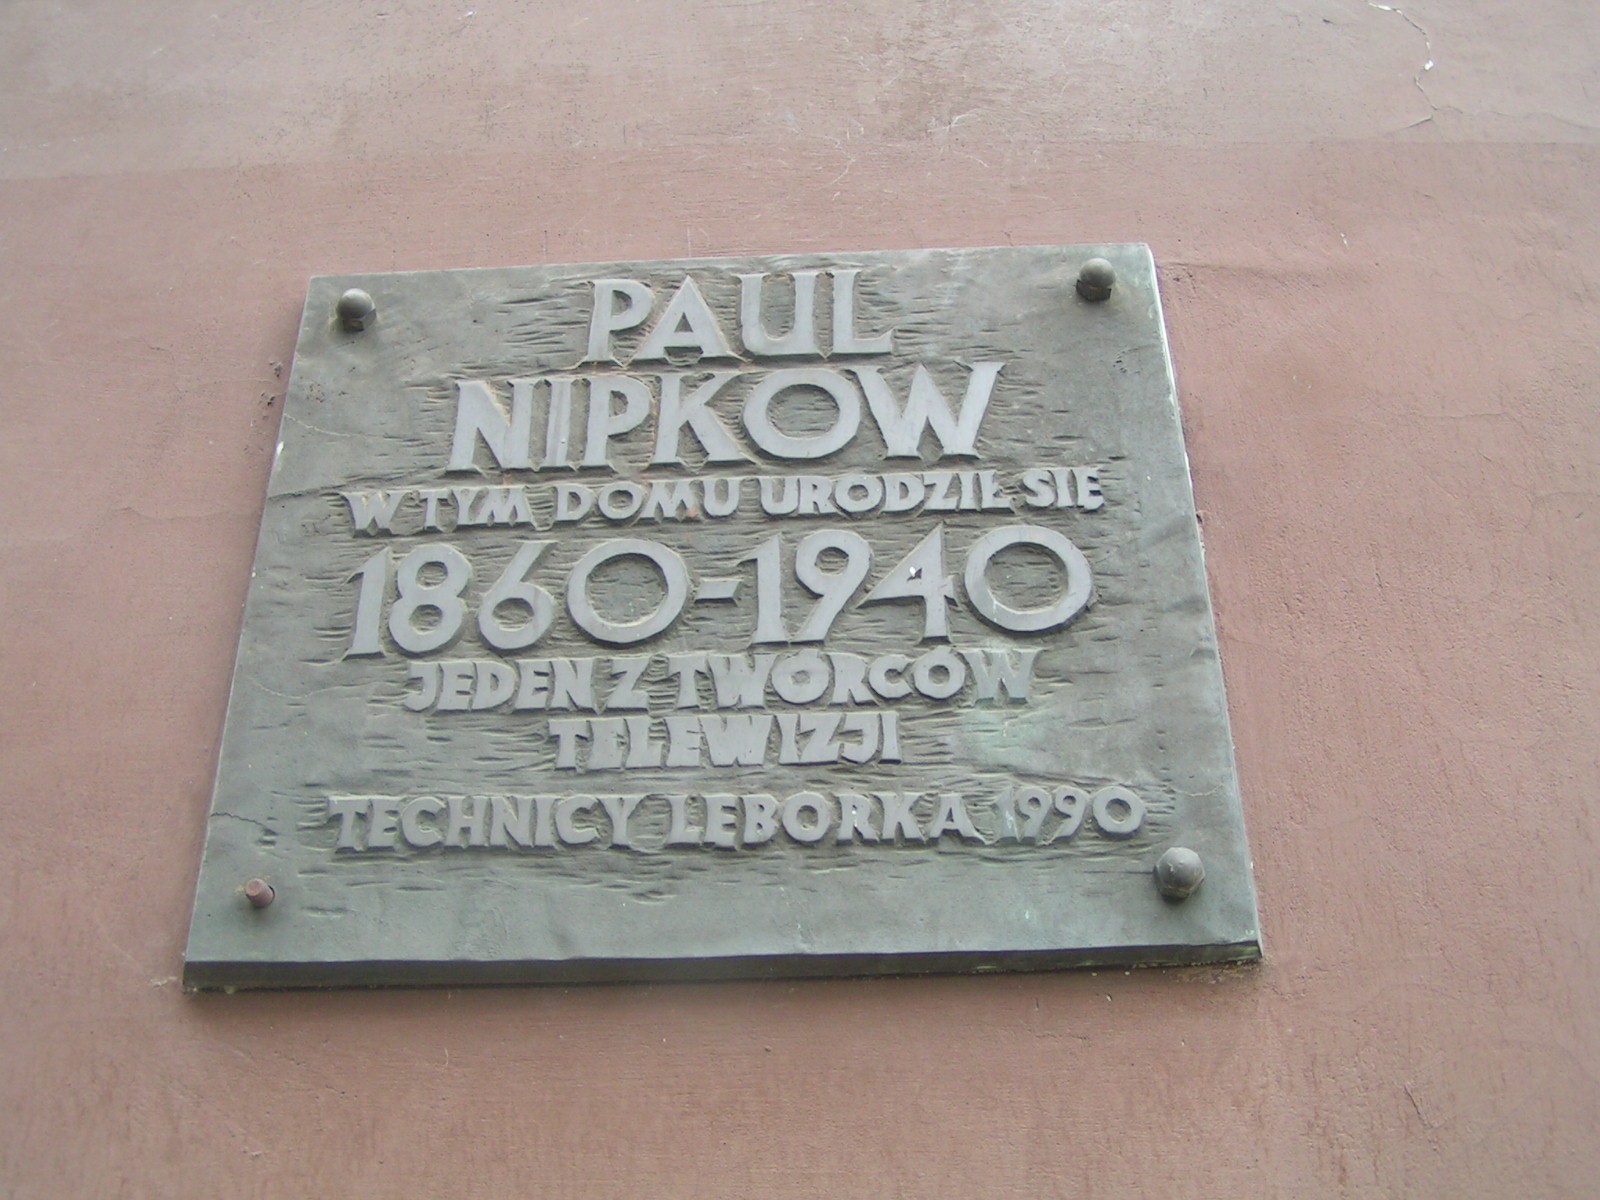 PAUL
NIPKOW
W TYM DOMU URODZIŁ SIĘ
1860-1940
JEDEN Z TWÓRCÓW
TELEWIZJI
TECHNICY LĘBORKA 1990